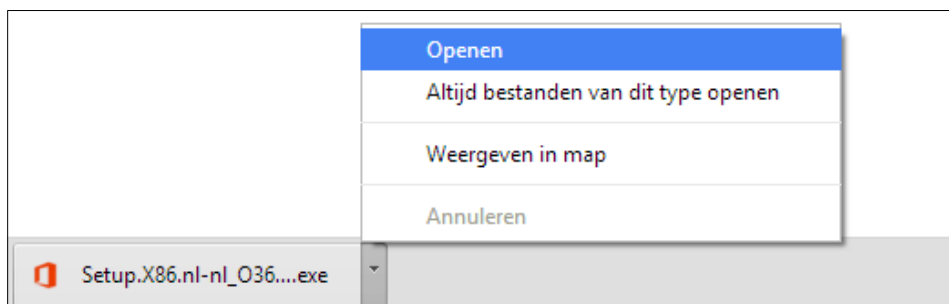 Openen
Altijd bestanden van dit type openen
Weergeven in map
Annuleren
Setup.X86.nl-nl_O36....exe